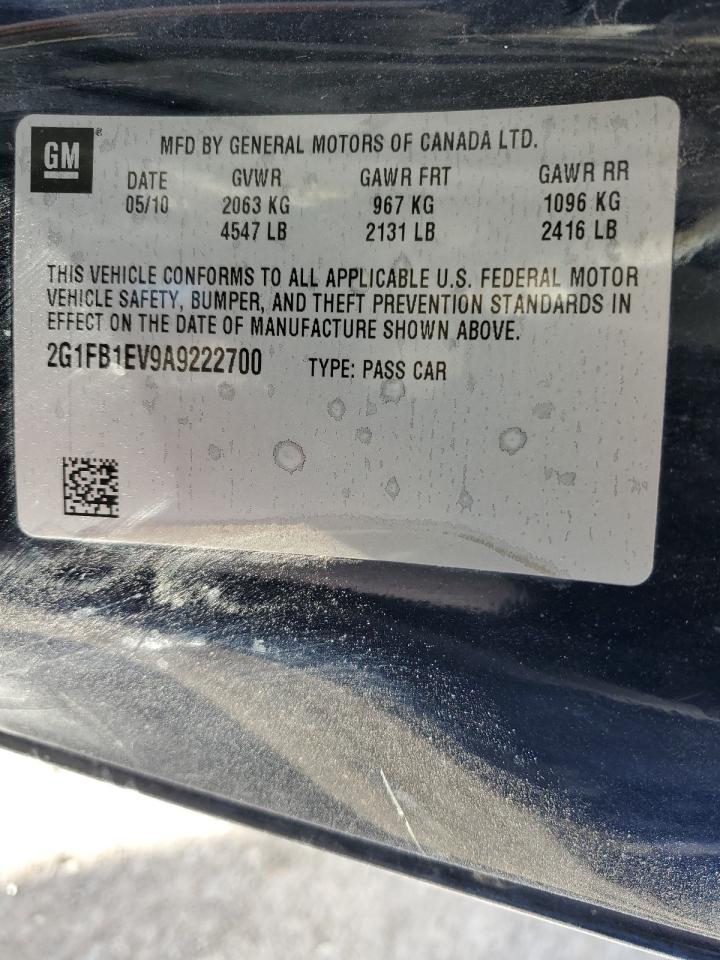 GM®
MFD BY GENERAL MOTORS OF CANADA LTD.
DATE GVWR GAWR FRT GAWR RR
05/10 2063 KG 967 KG 1096 KG
4547 LB 2131 LB 2416 LB
THIS VEHICLE CONFORMS TO ALL APPLICABLE U.S. FEDERAL MOTOR
VEHICLE SAFETY, BUMPER, AND THEFT PREVENTION STANDARDS IN
EFFECT ON THE DATE OF MANUFACTURE SHOWN ABOVE.
2G1FB1EV9A9222700 TYPE: PASS CAR